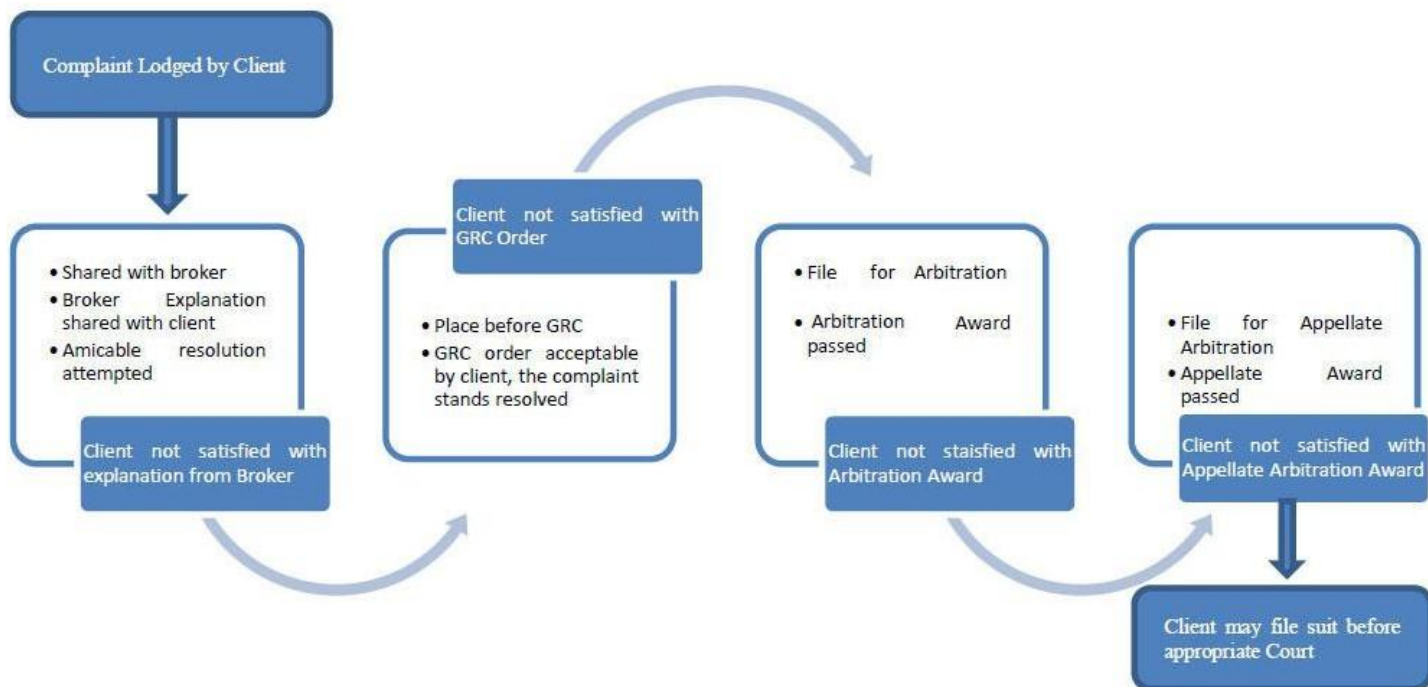 Complaint Lodged by Client
• Shared with broker
• Broker Explanation
shared with client
• Amicable resolution
attempted
Client not satisfied with
explanation from Broker
Client not satisfied with
GRC Order
• Place before GRC
• GRC order acceptable
by client, the complaint
stands resolved
• File for Arbitration
• Arbitration Award
passed
Client not staisfied with
Arbitration Award
• File for Appellate
Arbitration
• Appellate Award
passed
Client not satisfied with
Appellate Arbitration Award
Client may file suit before
appropriate Court